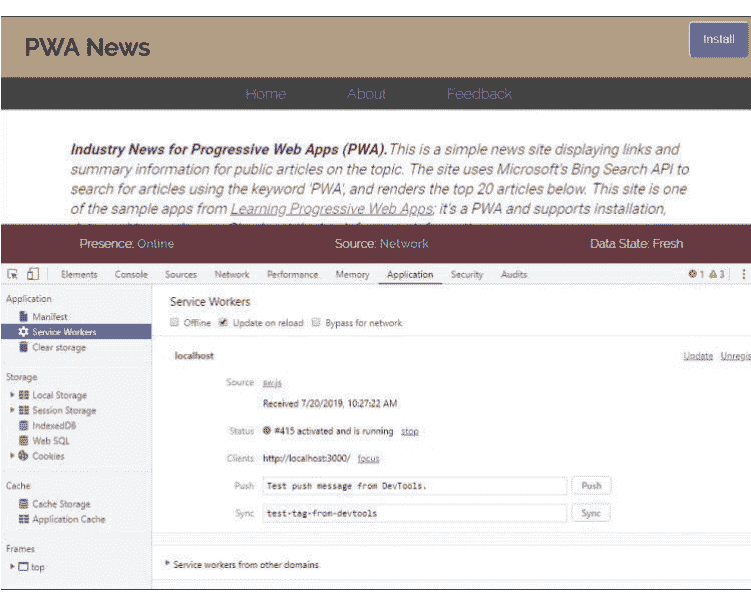 PWA News
Install
Home About Feedback
Industry News for Progressive Web Apps (PWA). This is a simple news site displaying links and
summary information for public articles on the topic. The site uses Microsoft's Bing Search API to
search for articles using the keyword 'PWA', and renders the top 20 articles below. This site is one
of the sample apps from Learning Progressive Web Apps; it's a PWA and supports installation,
Presence: Online Source: Network Data State: Fresh
Elements Console Sources Network Performance Memory Application Security Audits 1 3
Application
Manifest
Service Workers
Clear storage
Storage
Local Storage
Session Storage
IndexedDB
Web SQL
Cookies
Cache
Cache Storage
Application Cache
Frames
top
Service Workers
Offline Update on reload Bypass for network
localhost Update Unregis
Source sw.js
Received 7/20/2019, 10:27:22 AM
Status #415 activated and is running stop
Clients http://localhost:3000/ focus
Push Test push message from DevTools. Push
Sync test-tag-from-devtools Sync
Service workers from other domains